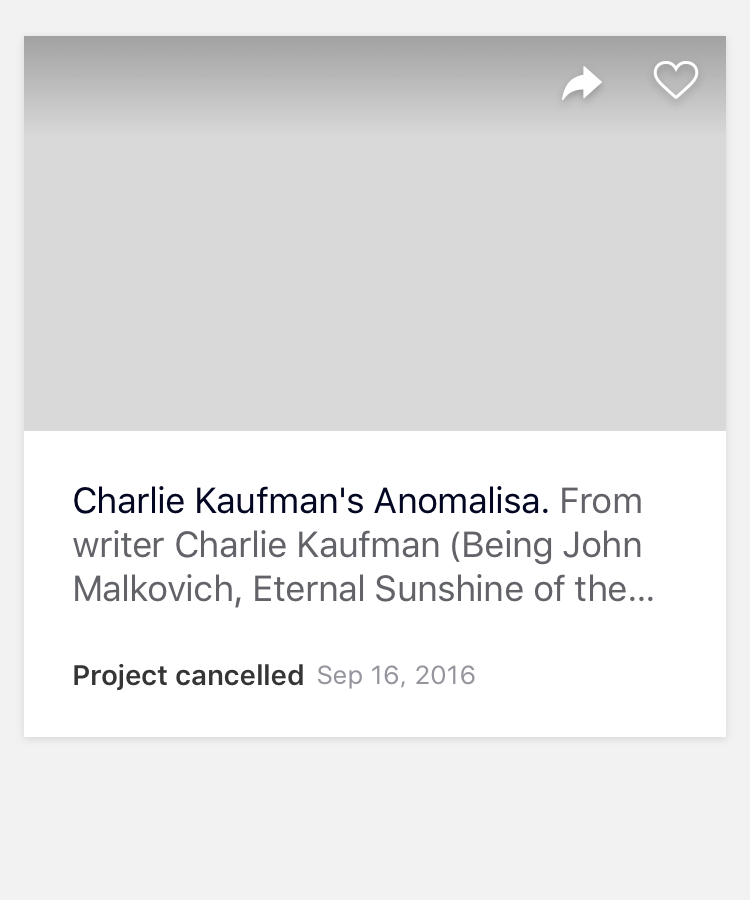 Charlie Kaufman's Anomalisa. From
writer Charlie Kaufman (Being John
Malkovich, Eternal Sunshine of the...
Project cancelled Sep 16, 2016